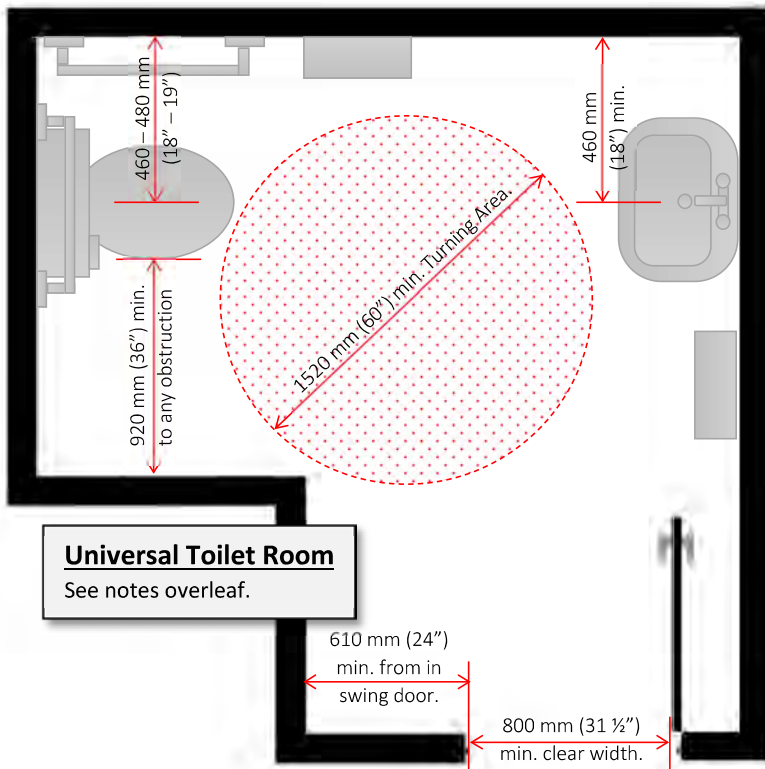 460 – 480 mm
(18” – 19”)
460 mm
(18”) min.
1520 mm (60”) min. Turning Area.
920 mm (36”) min.
to any obstruction
Universal Toilet Room
See notes overleaf.
610 mm (24”)
min. from in
swing door.
800 mm (31 ½”)
min. clear width.